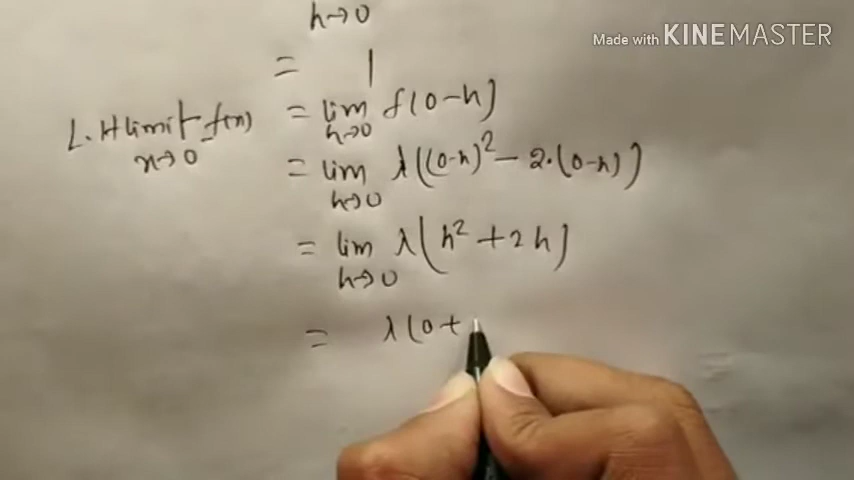 Made with KINEMASTER
h→0
= 1
L.H limit f(x) = lim f(0-h)
x→0 h→0
= lim λ((0-h)² - 2·(0-h))
h→0
= lim λ(h² + 2h)
h→0
= λ(0+